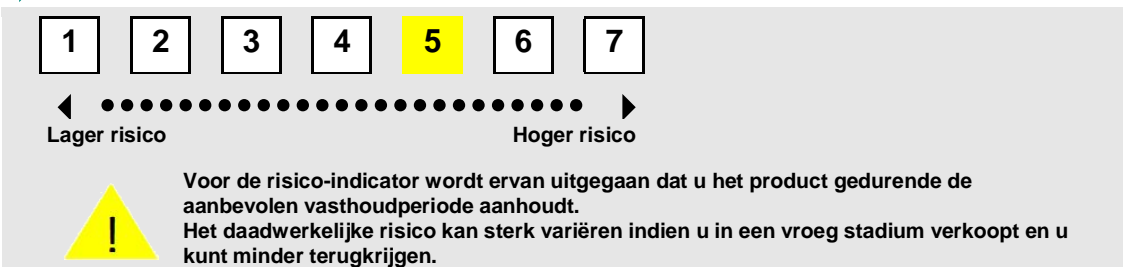 1 2 3 4 5 6 7
Lager risico Hoger risico
Voor de risico-indicator wordt ervan uitgegaan dat u het product gedurende de
aanbevolen vasthoudperiode aanhoudt.
Het daadwerkelijke risico kan sterk variëren indien u in een vroeg stadium verkoopt en u
kunt minder terugkrijgen.
!